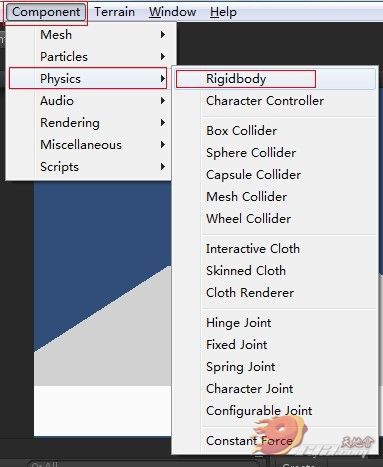 Component Terrain Window Help
Mesh
Particles
Physics
Audio
Rendering
Miscellaneous
Scripts
Rigidbody
Character Controller
Box Collider
Sphere Collider
Capsule Collider
Mesh Collider
Wheel Collider
Interactive Cloth
Skinned Cloth
Cloth Renderer
Hinge Joint
Fixed Joint
Spring Joint
Character Joint
Configurable Joint
Constant Force